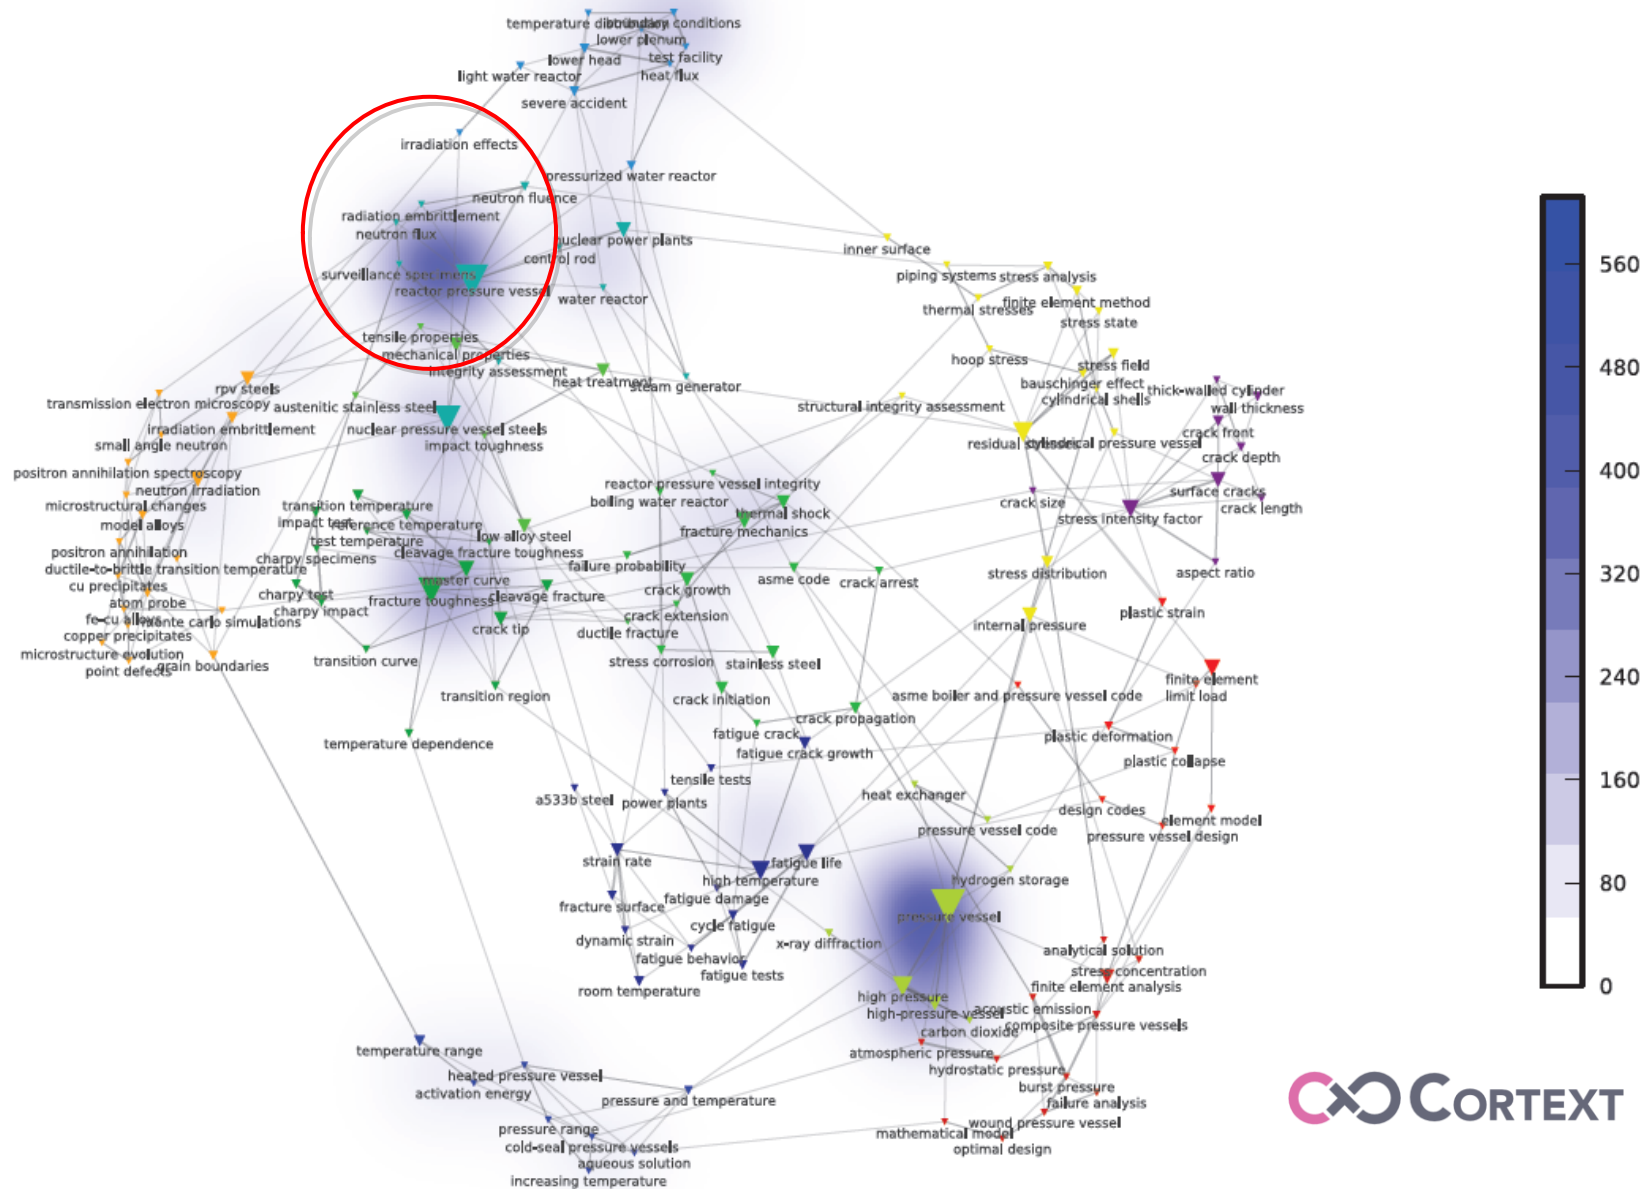 temperature distribution
boundary conditions
lower plenum
lower head
test facility
light water reactor
heat flux
severe accident
irradiation effects
pressurized water reactor
neutron fluence
radiation embrittlement
neutron flux
nuclear power plants
control rod
inner surface
surveillance specimens
reactor pressure vessel
water reactor
piping systems
stress analysis
finite element method
thermal stresses
stress state
tensile properties
mechanical properties
integrity assessment
hoop stress
stress field
heat treatment
steam generator
rpv steels
bauschinger effect
thick-walled cylinder
cylindrical shells
transmission electron microscopy
austenitic stainless steel
structural integrity assessment
wall thickness
irradiation embrittlement
nuclear pressure vessel steels
crack front
small angle neutron
impact toughness
residual stresses
cylindrical pressure vessel
crack depth
positron annihilation spectroscopy
neutron irradiation
reactor pressure vessel integrity
surface cracks
microstructural changes
transition temperature
boiling water reactor
crack size
crack length
model alloys
impact test
reference temperature
thermal shock
stress intensity factor
test temperature
low alloy steel
fracture mechanics
positron annihilation
charpy specimens
cleavage fracture toughness
ductile-to-brittle transition temperature
failure probability
asme code
crack arrest
stress distribution
aspect ratio
cu precipitates
master curve
crack growth
atom probe
charpy test
fracture toughness
cleavage fracture
charpy impact
crack extension
plastic strain
fe-cu alloys
monte carlo simulations
crack tip
ductile fracture
internal pressure
copper precipitates
microstructure evolution
transition curve
stress corrosion
stainless steel
point defects
grain boundaries
finite element
transition region
crack initiation
asme boiler and pressure vessel code
limit load
crack propagation
temperature dependence
fatigue crack
plastic deformation
fatigue crack growth
plastic collapse
tensile tests
a533b steel
power plants
heat exchanger
design codes
element model
pressure vessel code
pressure vessel design
strain rate
fatigue life
high temperature
hydrogen storage
fatigue damage
fracture surface
pressure vessel
cycle fatigue
dynamic strain
x-ray diffraction
analytical solution
fatigue behavior
fatigue tests
stress concentration
room temperature
finite element analysis
high pressure
high-pressure vessel
acoustic emission
carbon dioxide
composite pressure vessels
temperature range
atmospheric pressure
hydrostatic pressure
heated pressure vessel
activation energy
burst pressure
pressure and temperature
failure analysis
pressure range
wound pressure vessel
mathematical model
cold-seal pressure vessels
optimal design
aqueous solution
increasing temperature
560
480
400
320
240
160
80
0
CORTEXT